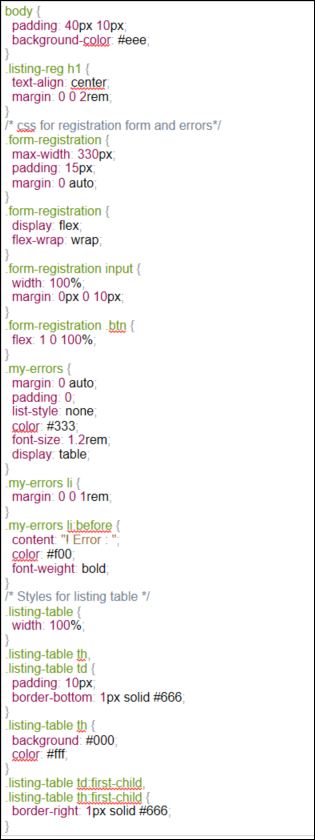 body {
padding: 40px 10px;
background-color: #eee;
}
.listing-reg h1 {
text-align: center;
margin: 0 0 2rem;
}
/* css for registration form and errors*/
.form-registration {
max-width: 330px;
padding: 15px;
margin: 0 auto;
}
.form-registration {
display: flex;
flex-wrap: wrap;
}
.form-registration input {
width: 100%;
margin: 0px 0 10px;
}
.form-registration .btn {
flex: 1 0 100%;
}
.my-errors {
margin: 0 auto;
padding: 0;
list-style: none;
color: #333;
font-size: 1.2rem;
display: table;
}
.my-errors li {
margin: 0 0 1rem;
}
.my-errors li:before {
content: "! Error : ";
color: #f00;
font-weight: bold;
}
/* Styles for listing table */
.listing-table {
width: 100%;
}
.listing-table th,
.listing-table td {
padding: 10px;
border-bottom: 1px solid #666;
}
.listing-table th {
background: #000;
color: #fff;
}
.listing-table td:first-child,
.listing-table th:first-child {
border-right: 1px solid #666;
}